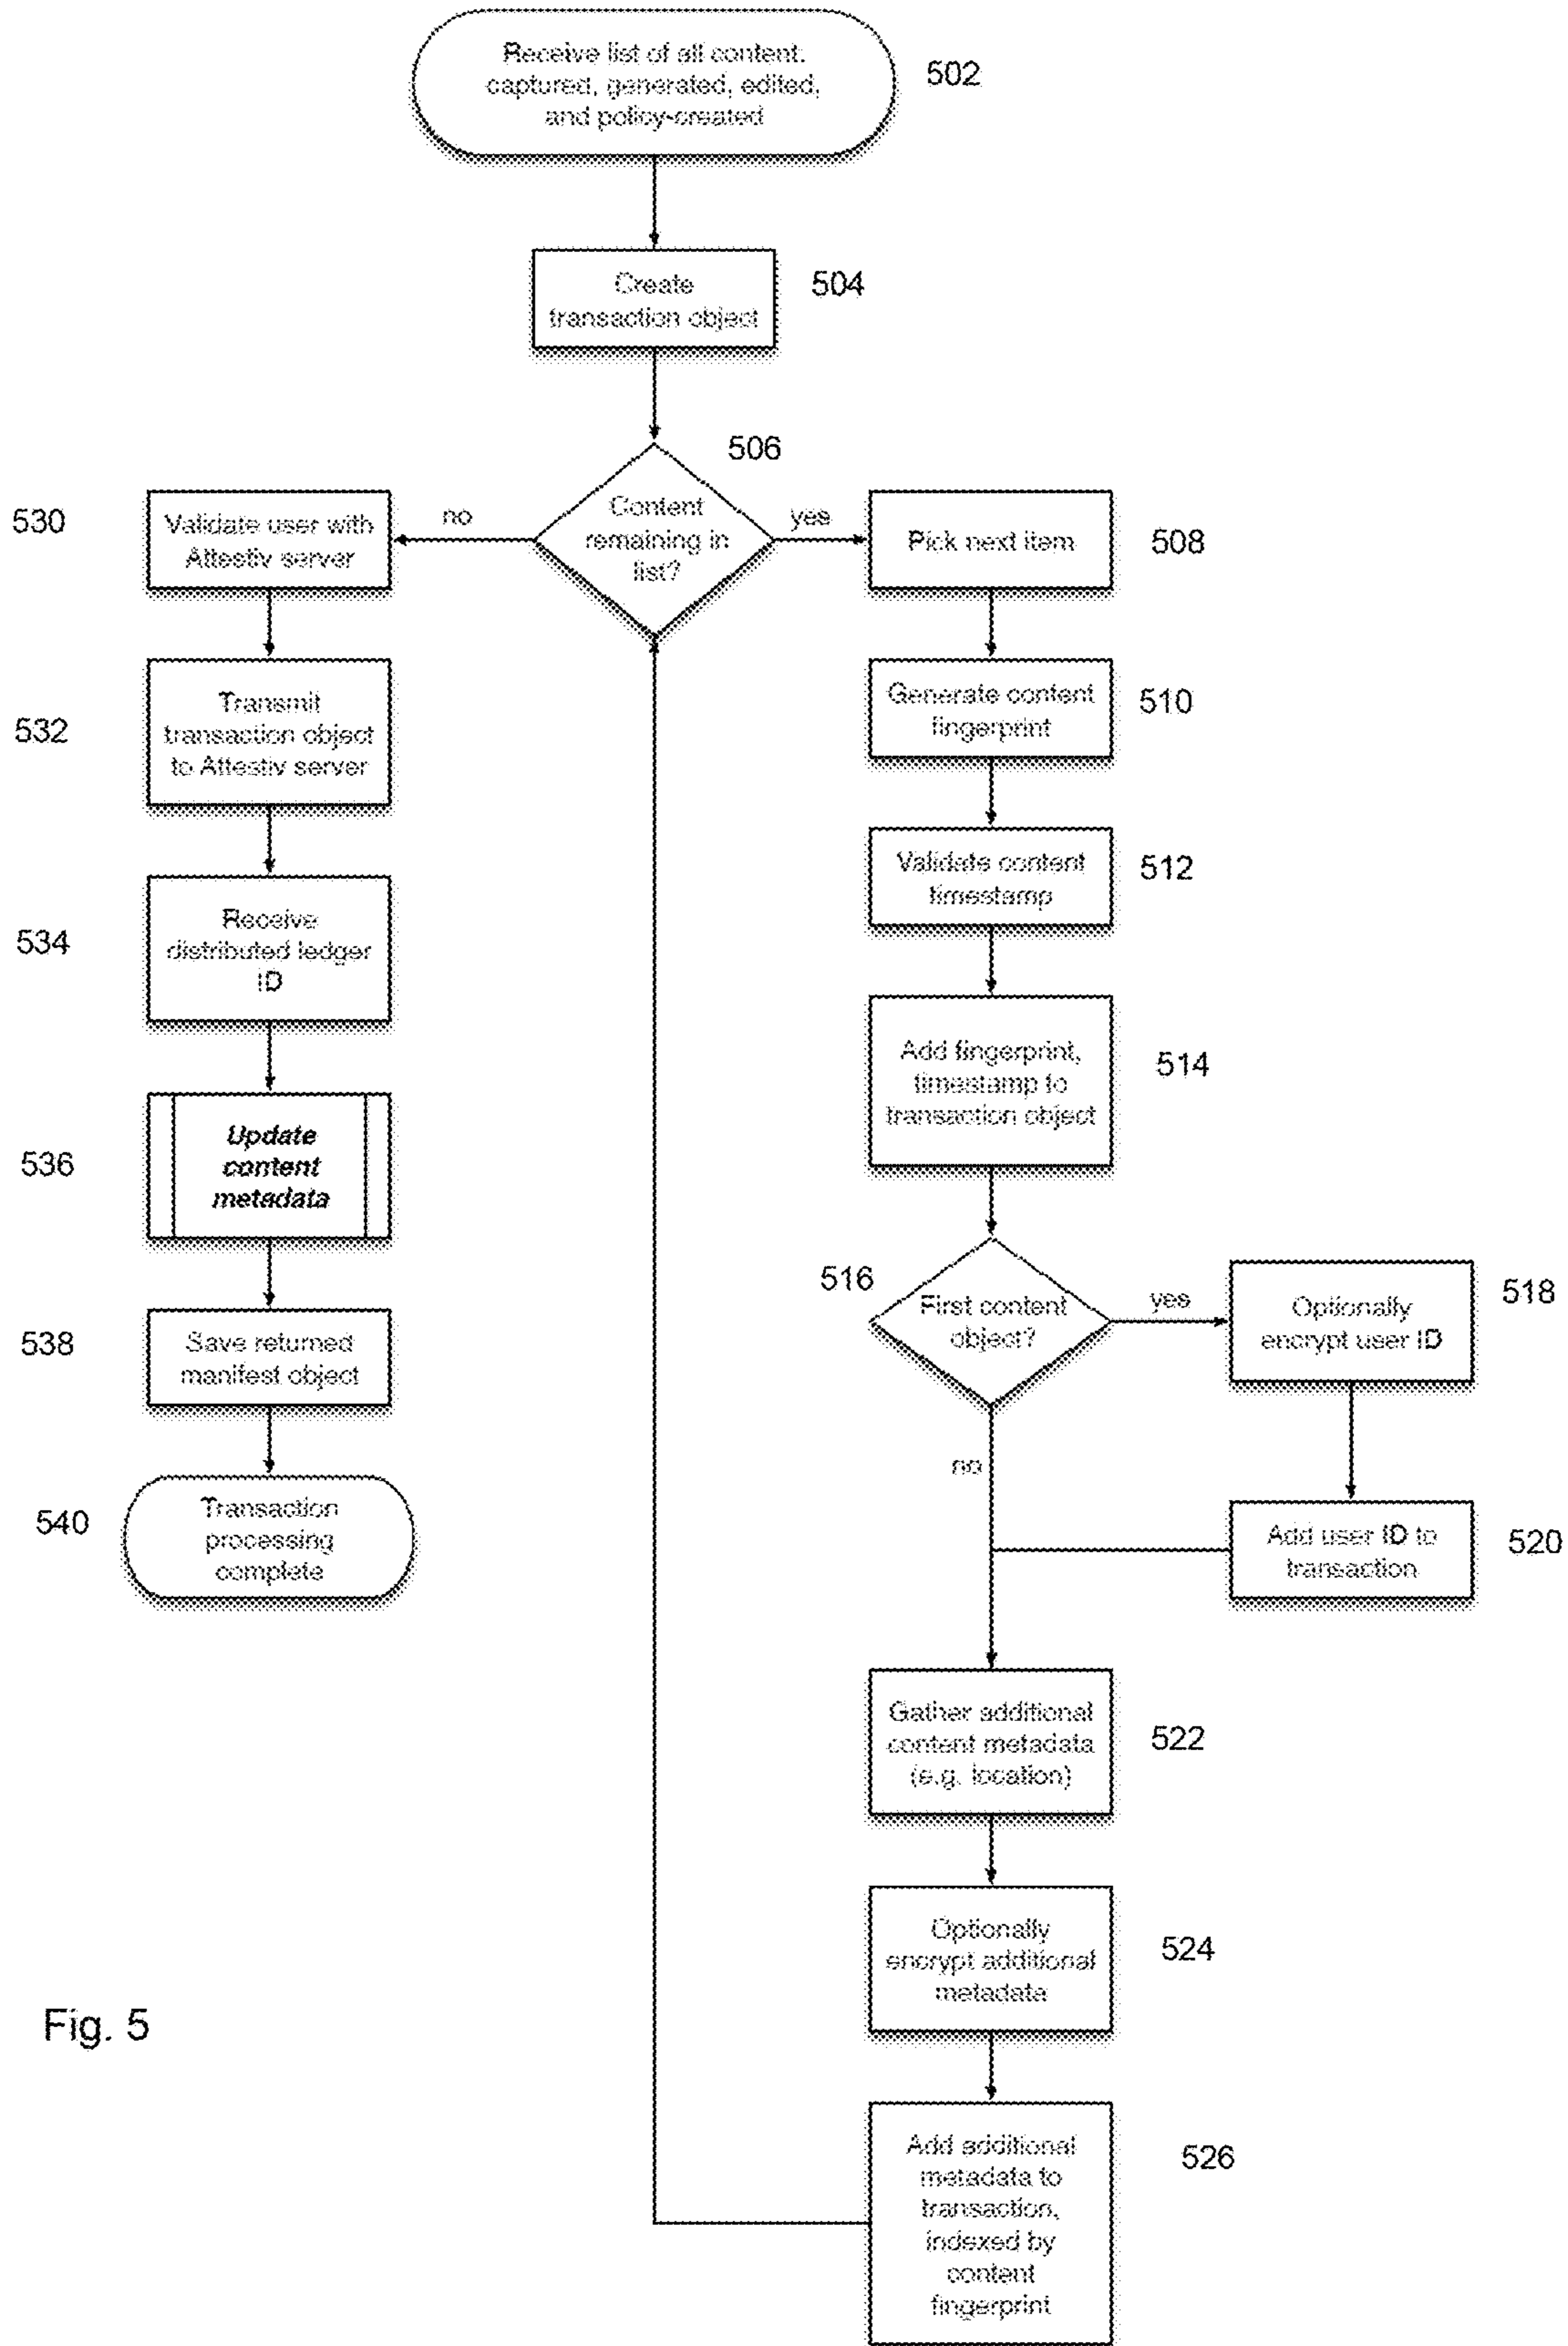 Receive list of all content:
captured, generated, edited,
and policy-created
502
Create
transaction object
504
506
Content
remaining in
list?
no
yes
530
Validate user with
Attestiv server
Pick next item
508
532
Transmit
transaction object
to Attestiv server
Generate content
fingerprint
510
Validate content
timestamp
512
534
Receive
distributed ledger
ID
Add fingerprint,
timestamp to
transaction object
514
536
Update
content
metadata
516
First content
object?
yes
Optionally
encrypt user ID
518
538
Save returned
manifest object
no
540
Transaction
processing
complete
Add user ID to
transaction
520
Gather additional
content metadata
(e.g. location)
522
Optionally
encrypt additional
metadata
524
Fig. 5
Add additional
metadata to
transaction,
indexed by
content
fingerprint
526